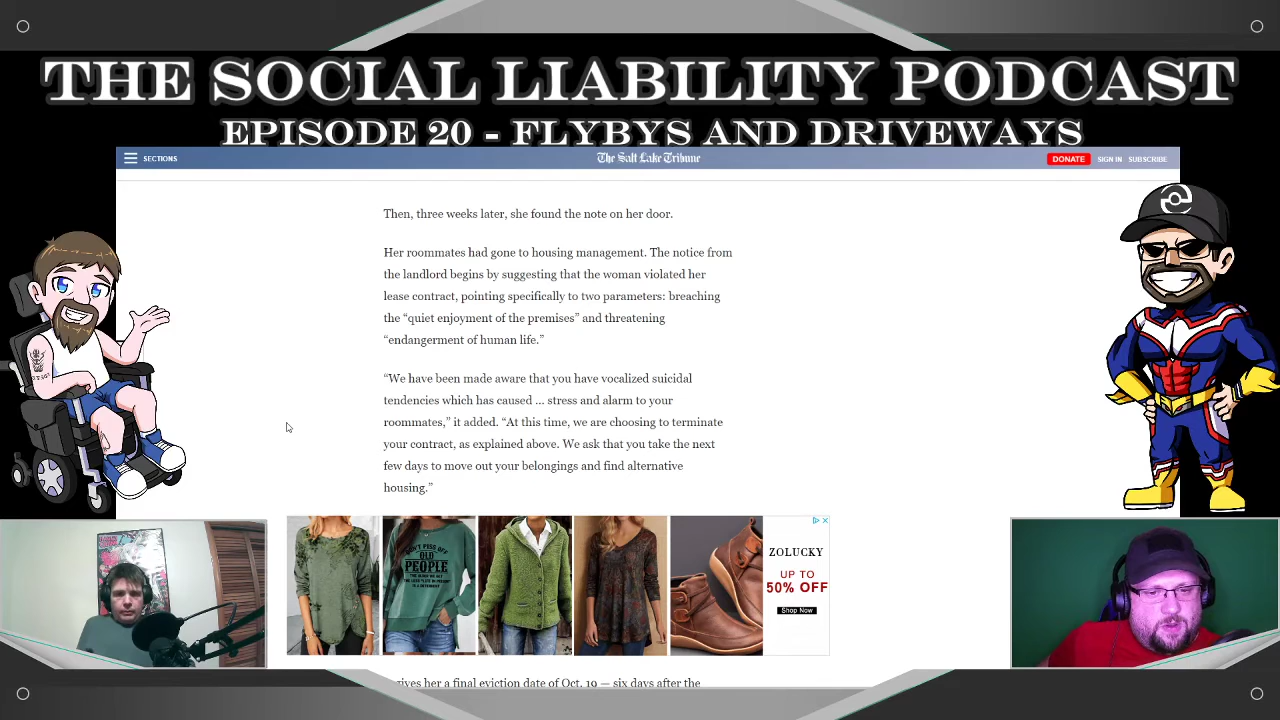 THE SOCIAL LIABILITY PODCAST
EPISODE 20 - FLYBYS AND DRIVEWAYS
SECTIONS
The Salt Lake Tribune
DONATE SIGN IN SUBSCRIBE
Then, three weeks later, she found the note on her door.
Her roommates had gone to housing management. The notice from
the landlord begins by suggesting that the woman violated her
lease contract, pointing specifically to two parameters: breaching
the “quiet enjoyment of the premises” and threatening
“endangerment of human life.”
“We have been made aware that you have vocalized suicidal
tendencies which has caused … stress and alarm to your
roommates,” it added. “At this time, we are choosing to terminate
your contract, as explained above. We ask that you take the next
few days to move out your belongings and find alternative
housing.”
DON'T PISS OFF
OLD
PEOPLE
ZOLUCKY
UP TO
50% OFF
Shop Now
gives her a final eviction date of Oct. 19 — six days after the